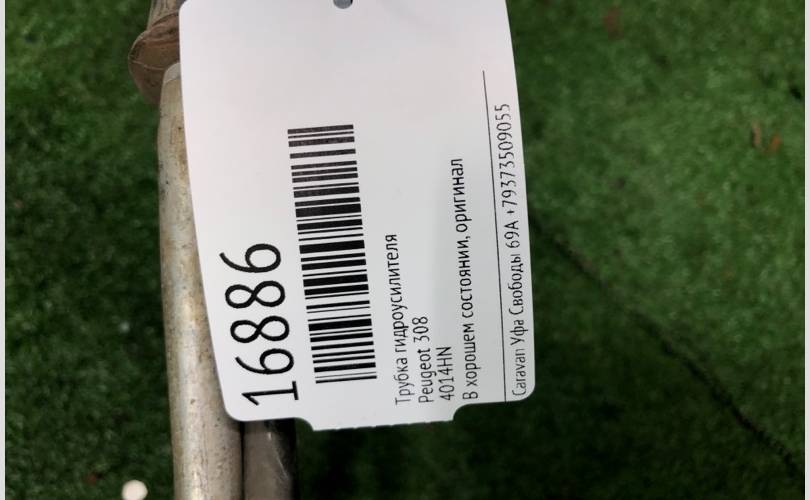 16886
Трубка гидроусилителя
Peugeot 308
4014HN
В хорошем состоянии, оригинал
Caravan Уфа Свободы 69А +79373509055